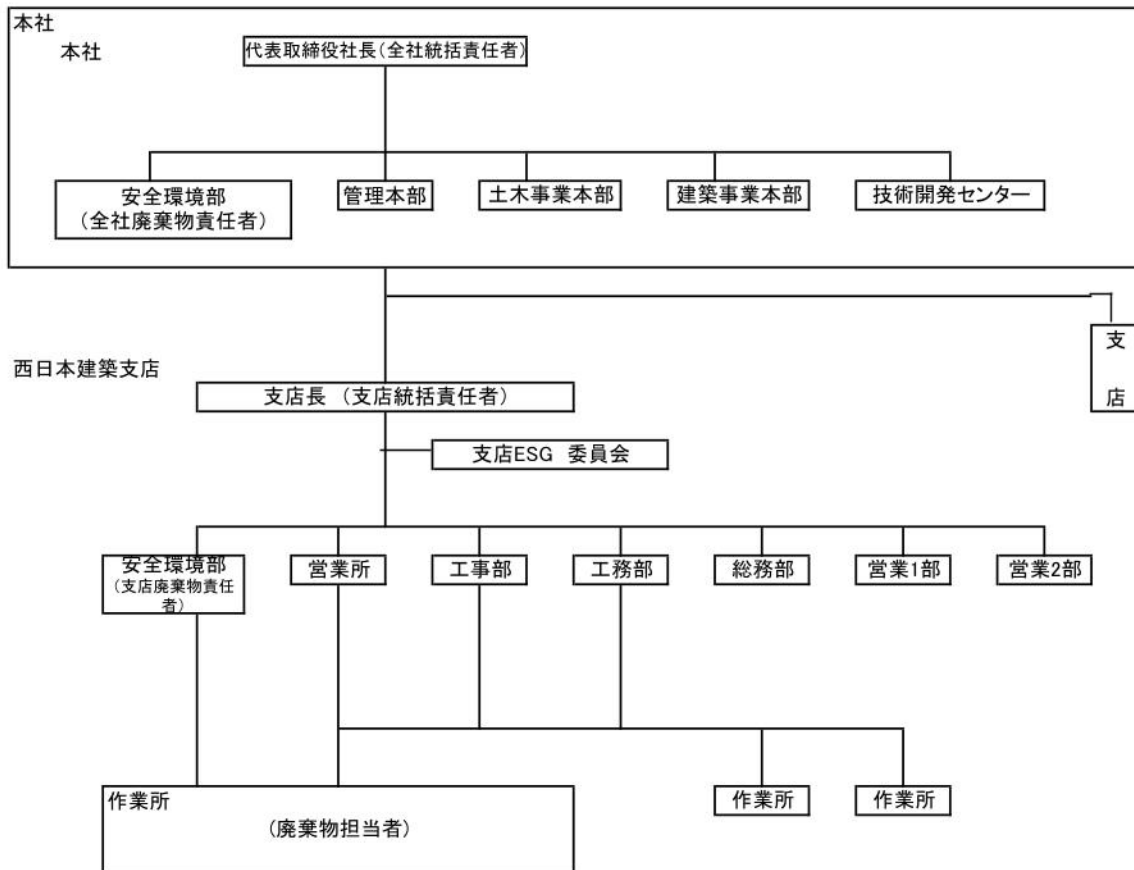 本社
本社
代表取締役社長(全社統括責任者)
安全環境部
(全社廃棄物責任者)
管理本部
土木事業本部
建築事業本部
技術開発センター
支
店
西日本建築支店
支店長 (支店統括責任者)
支店ESG 委員会
安全環境部
(支店廃棄物責任
者)
営業所
工事部
工務部
総務部
営業1部
営業2部
作業所
(廃棄物担当者)
作業所
作業所